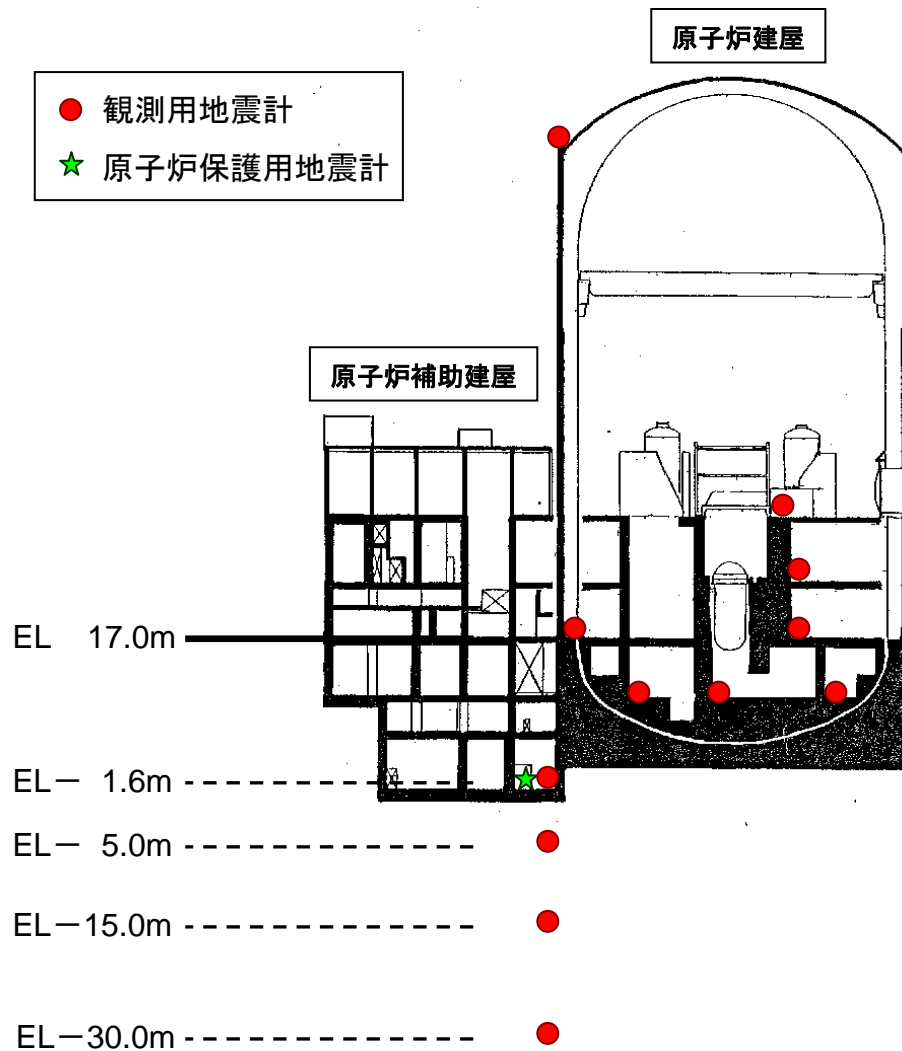 原子炉建屋
観測用地震計
原子炉保護用地震計
原子炉補助建屋
EL 17.0m
EL－ 1.6m
EL－ 5.0m
EL－15.0m
EL－30.0m